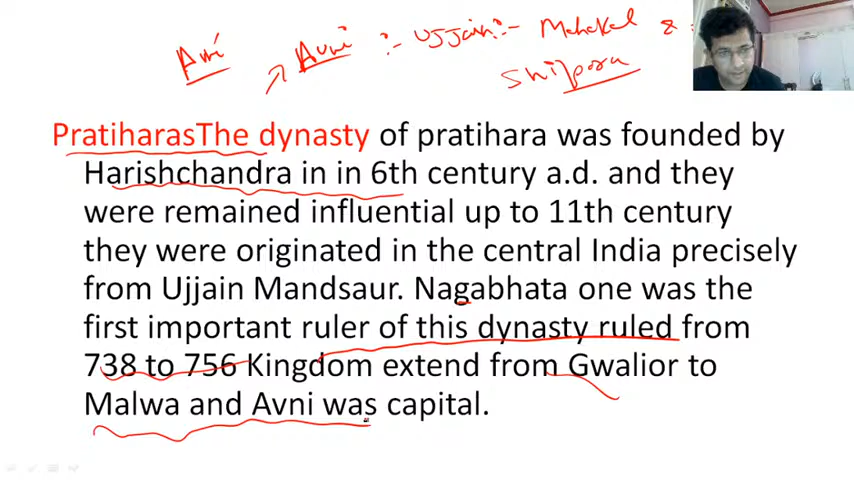 Avni :- Ujjain :- Mahakal &
Shipra
PratiharasThe dynasty of pratihara was founded by
Harishchandra in in 6th century a.d. and they
were remained influential up to 11th century
they were originated in the central India precisely
from Ujjain Mandsaur. Nagabhata one was the
first important ruler of this dynasty ruled from
738 to 756 Kingdom extend from Gwalior to
Malwa and Avni was capital.